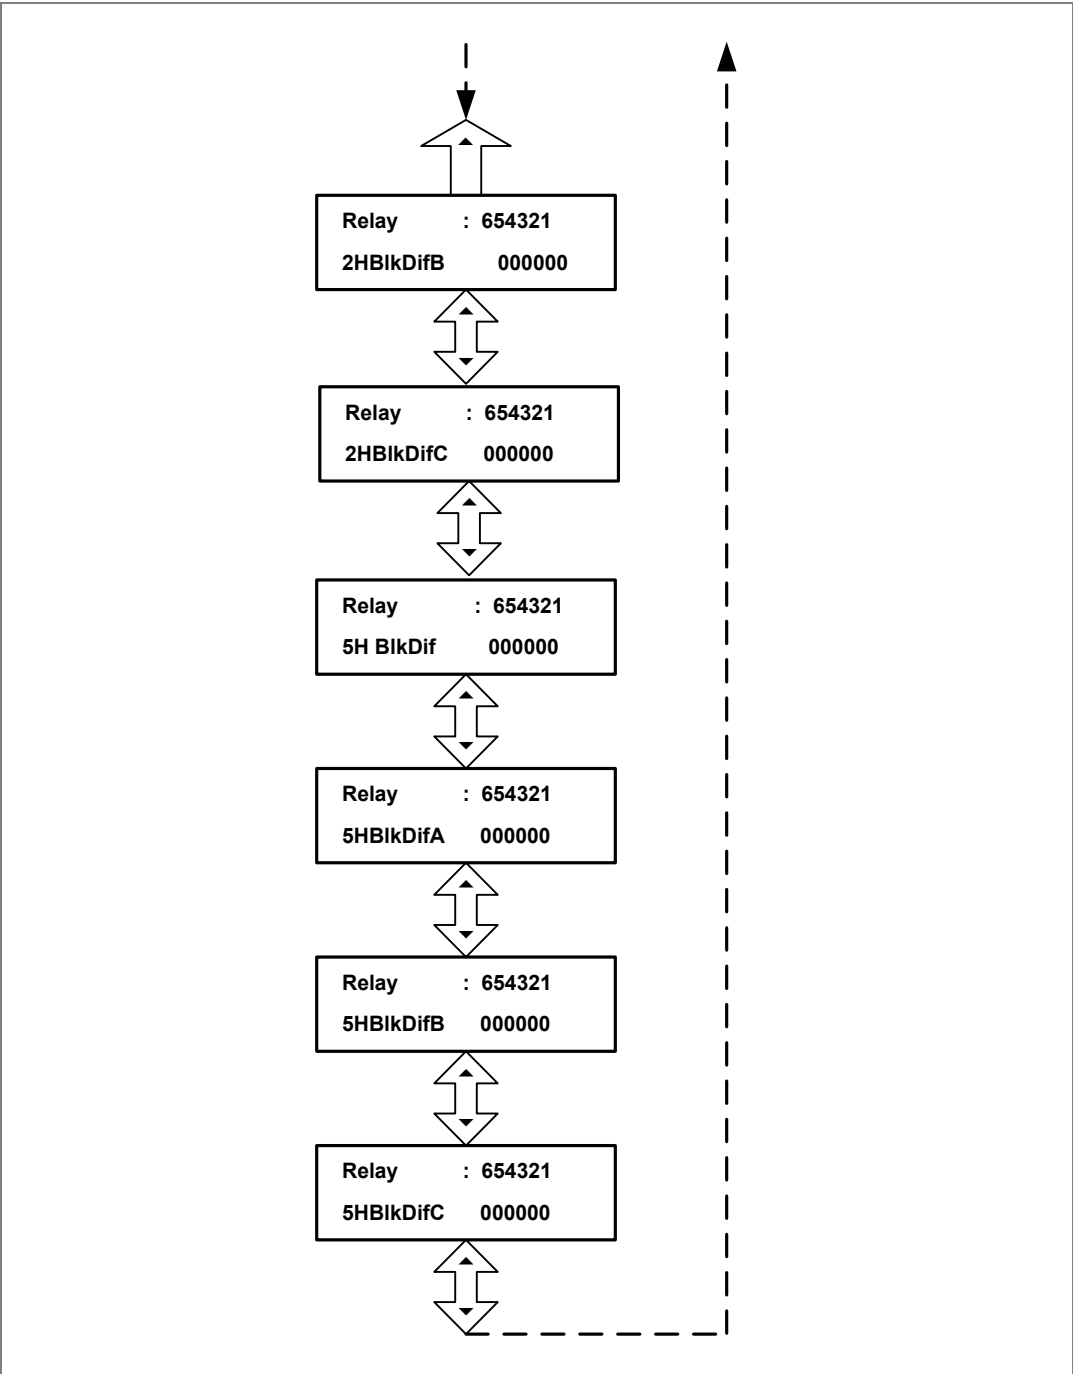 Relay : 654321
2HBlkDifB 000000
Relay : 654321
2HBlkDifC 000000
Relay : 654321
5H BlkDif 000000
Relay : 654321
5HBlkDifA 000000
Relay : 654321
5HBlkDifB 000000
Relay : 654321
5HBlkDifC 000000